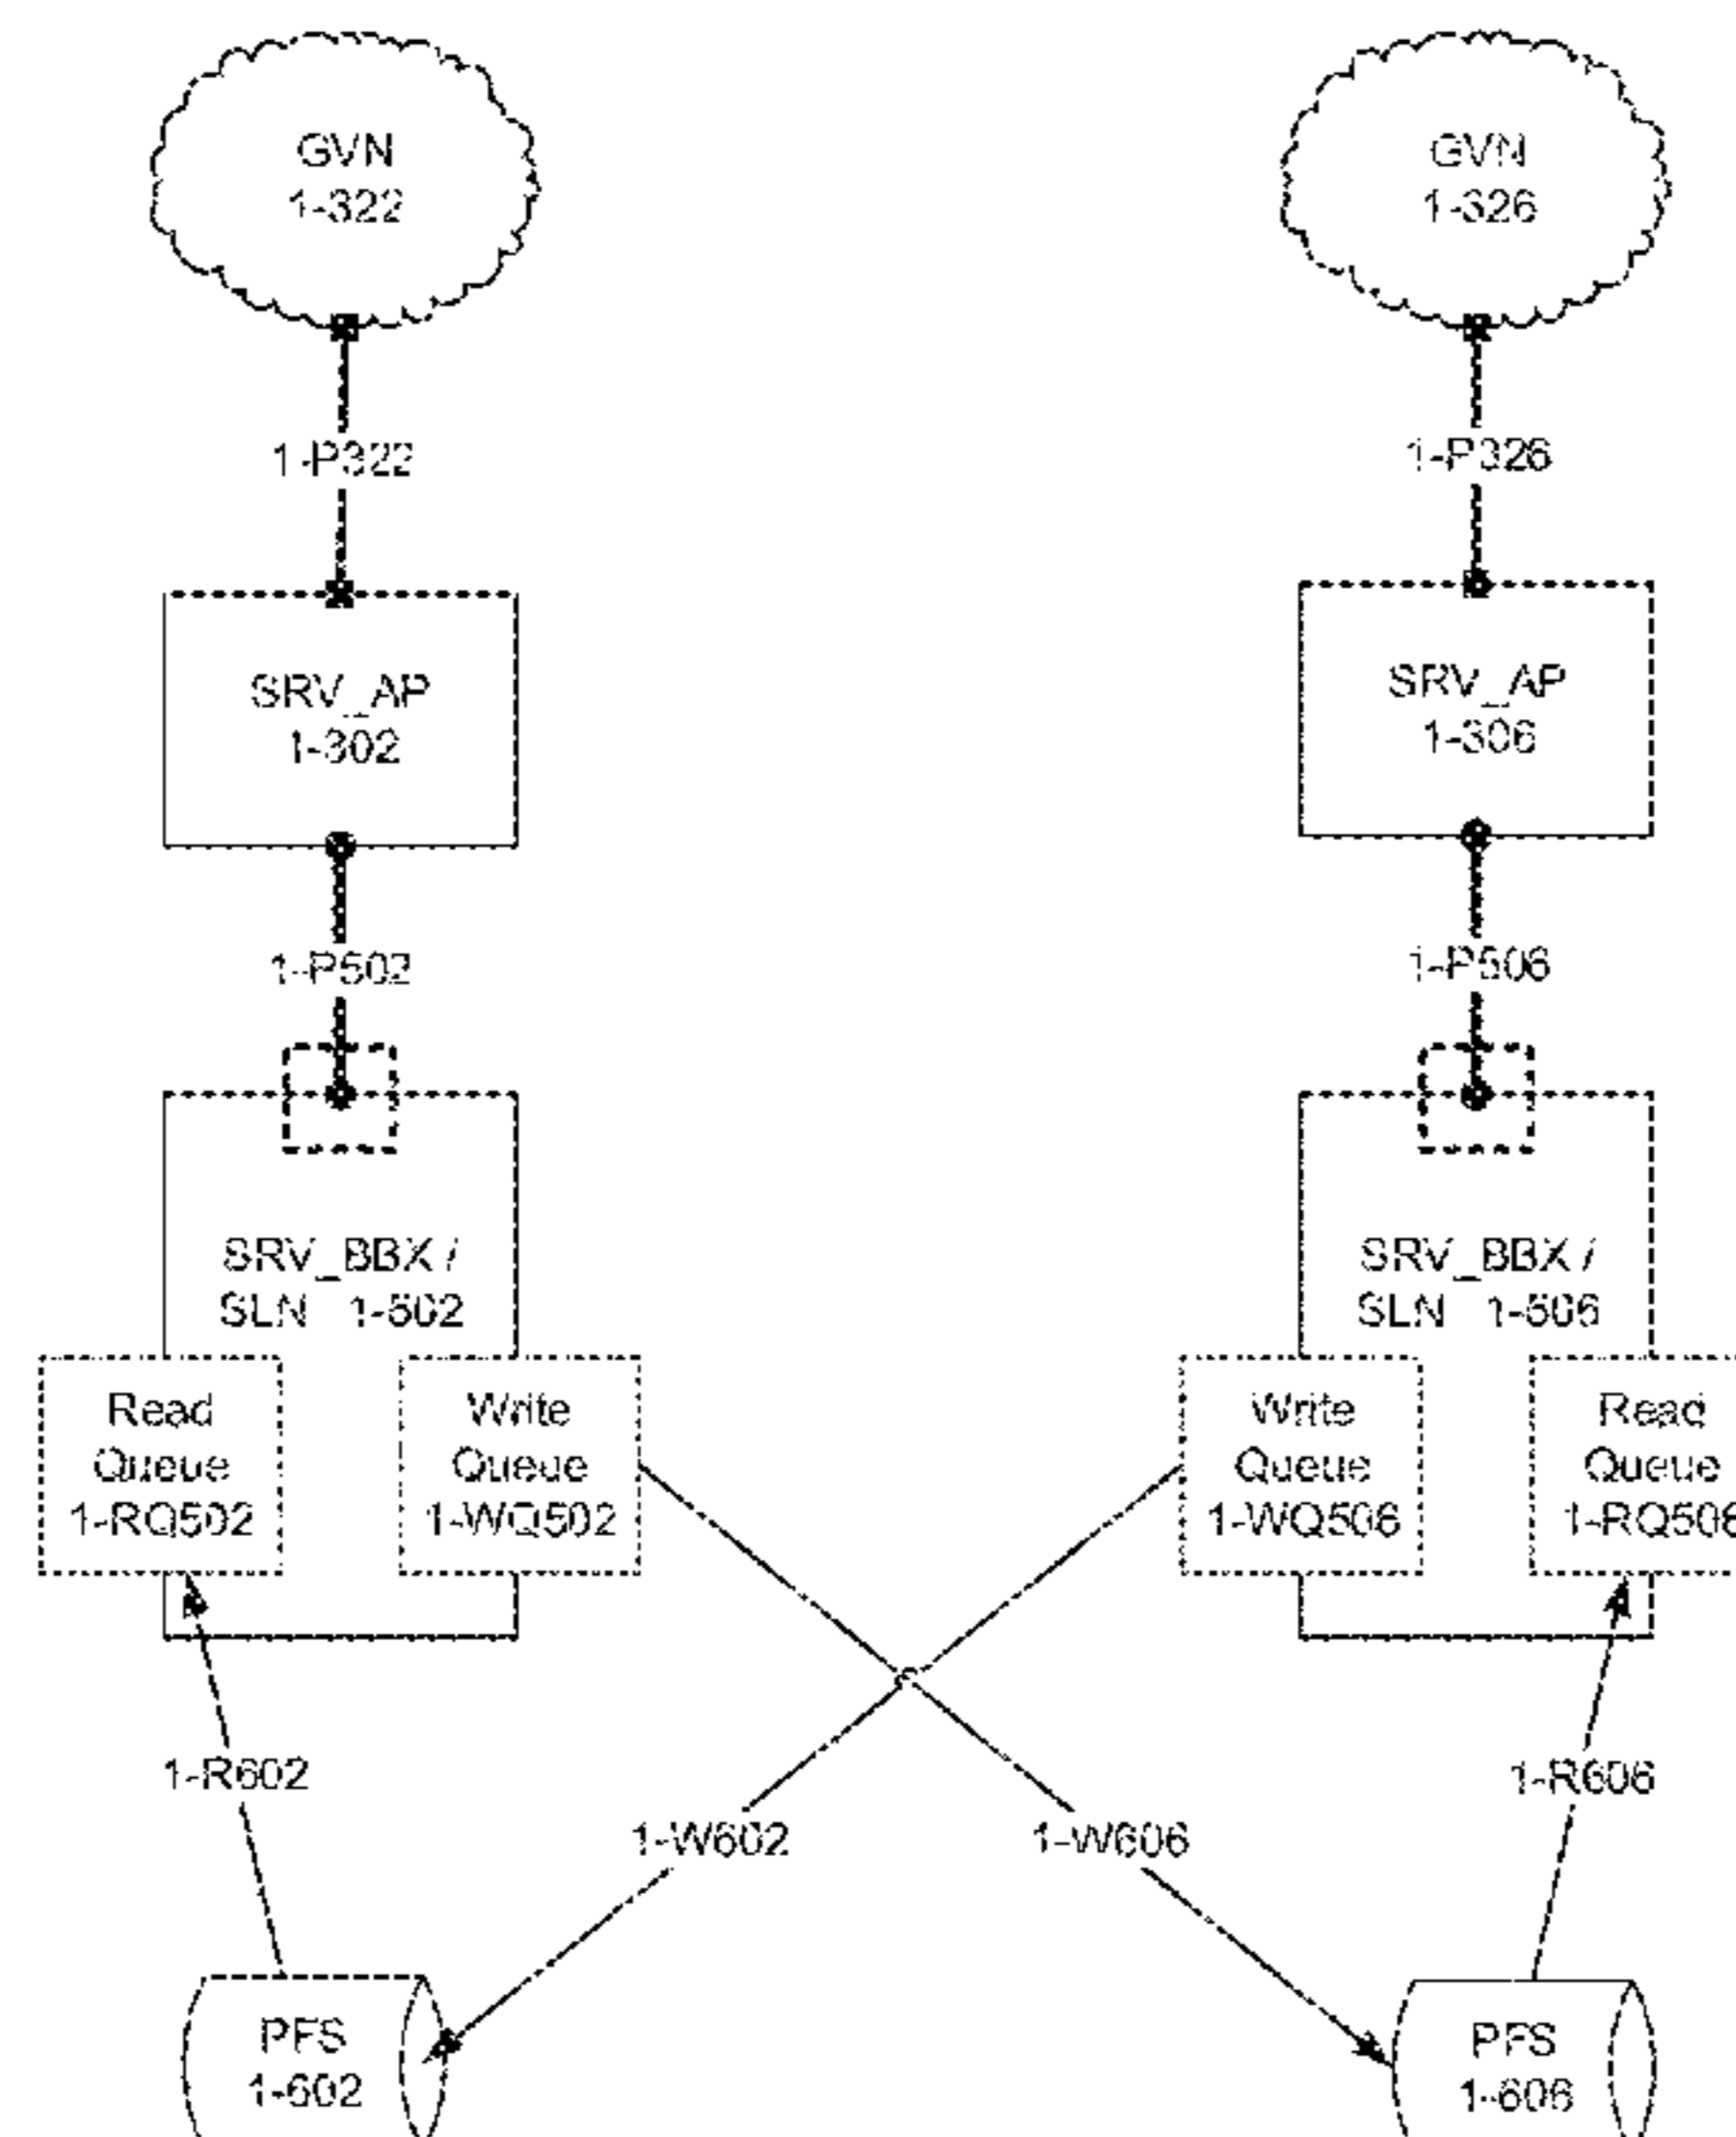 GVN
1-322
GVN
1-326
1-P322
1-P326
SRV_AP
1-302
SRV_AP
1-306
1-P502
1-P506
SRV_BBX /
SLN 1-502
SRV_BBX /
SLN 1-506
Read
Queue
1-RQ502
Write
Queue
1-WQ502
Write
Queue
1-WQ506
Read
Queue
1-RQ506
1-R602
1-R606
1-W602
1-W606
PFS
1-602
PFS
1-606